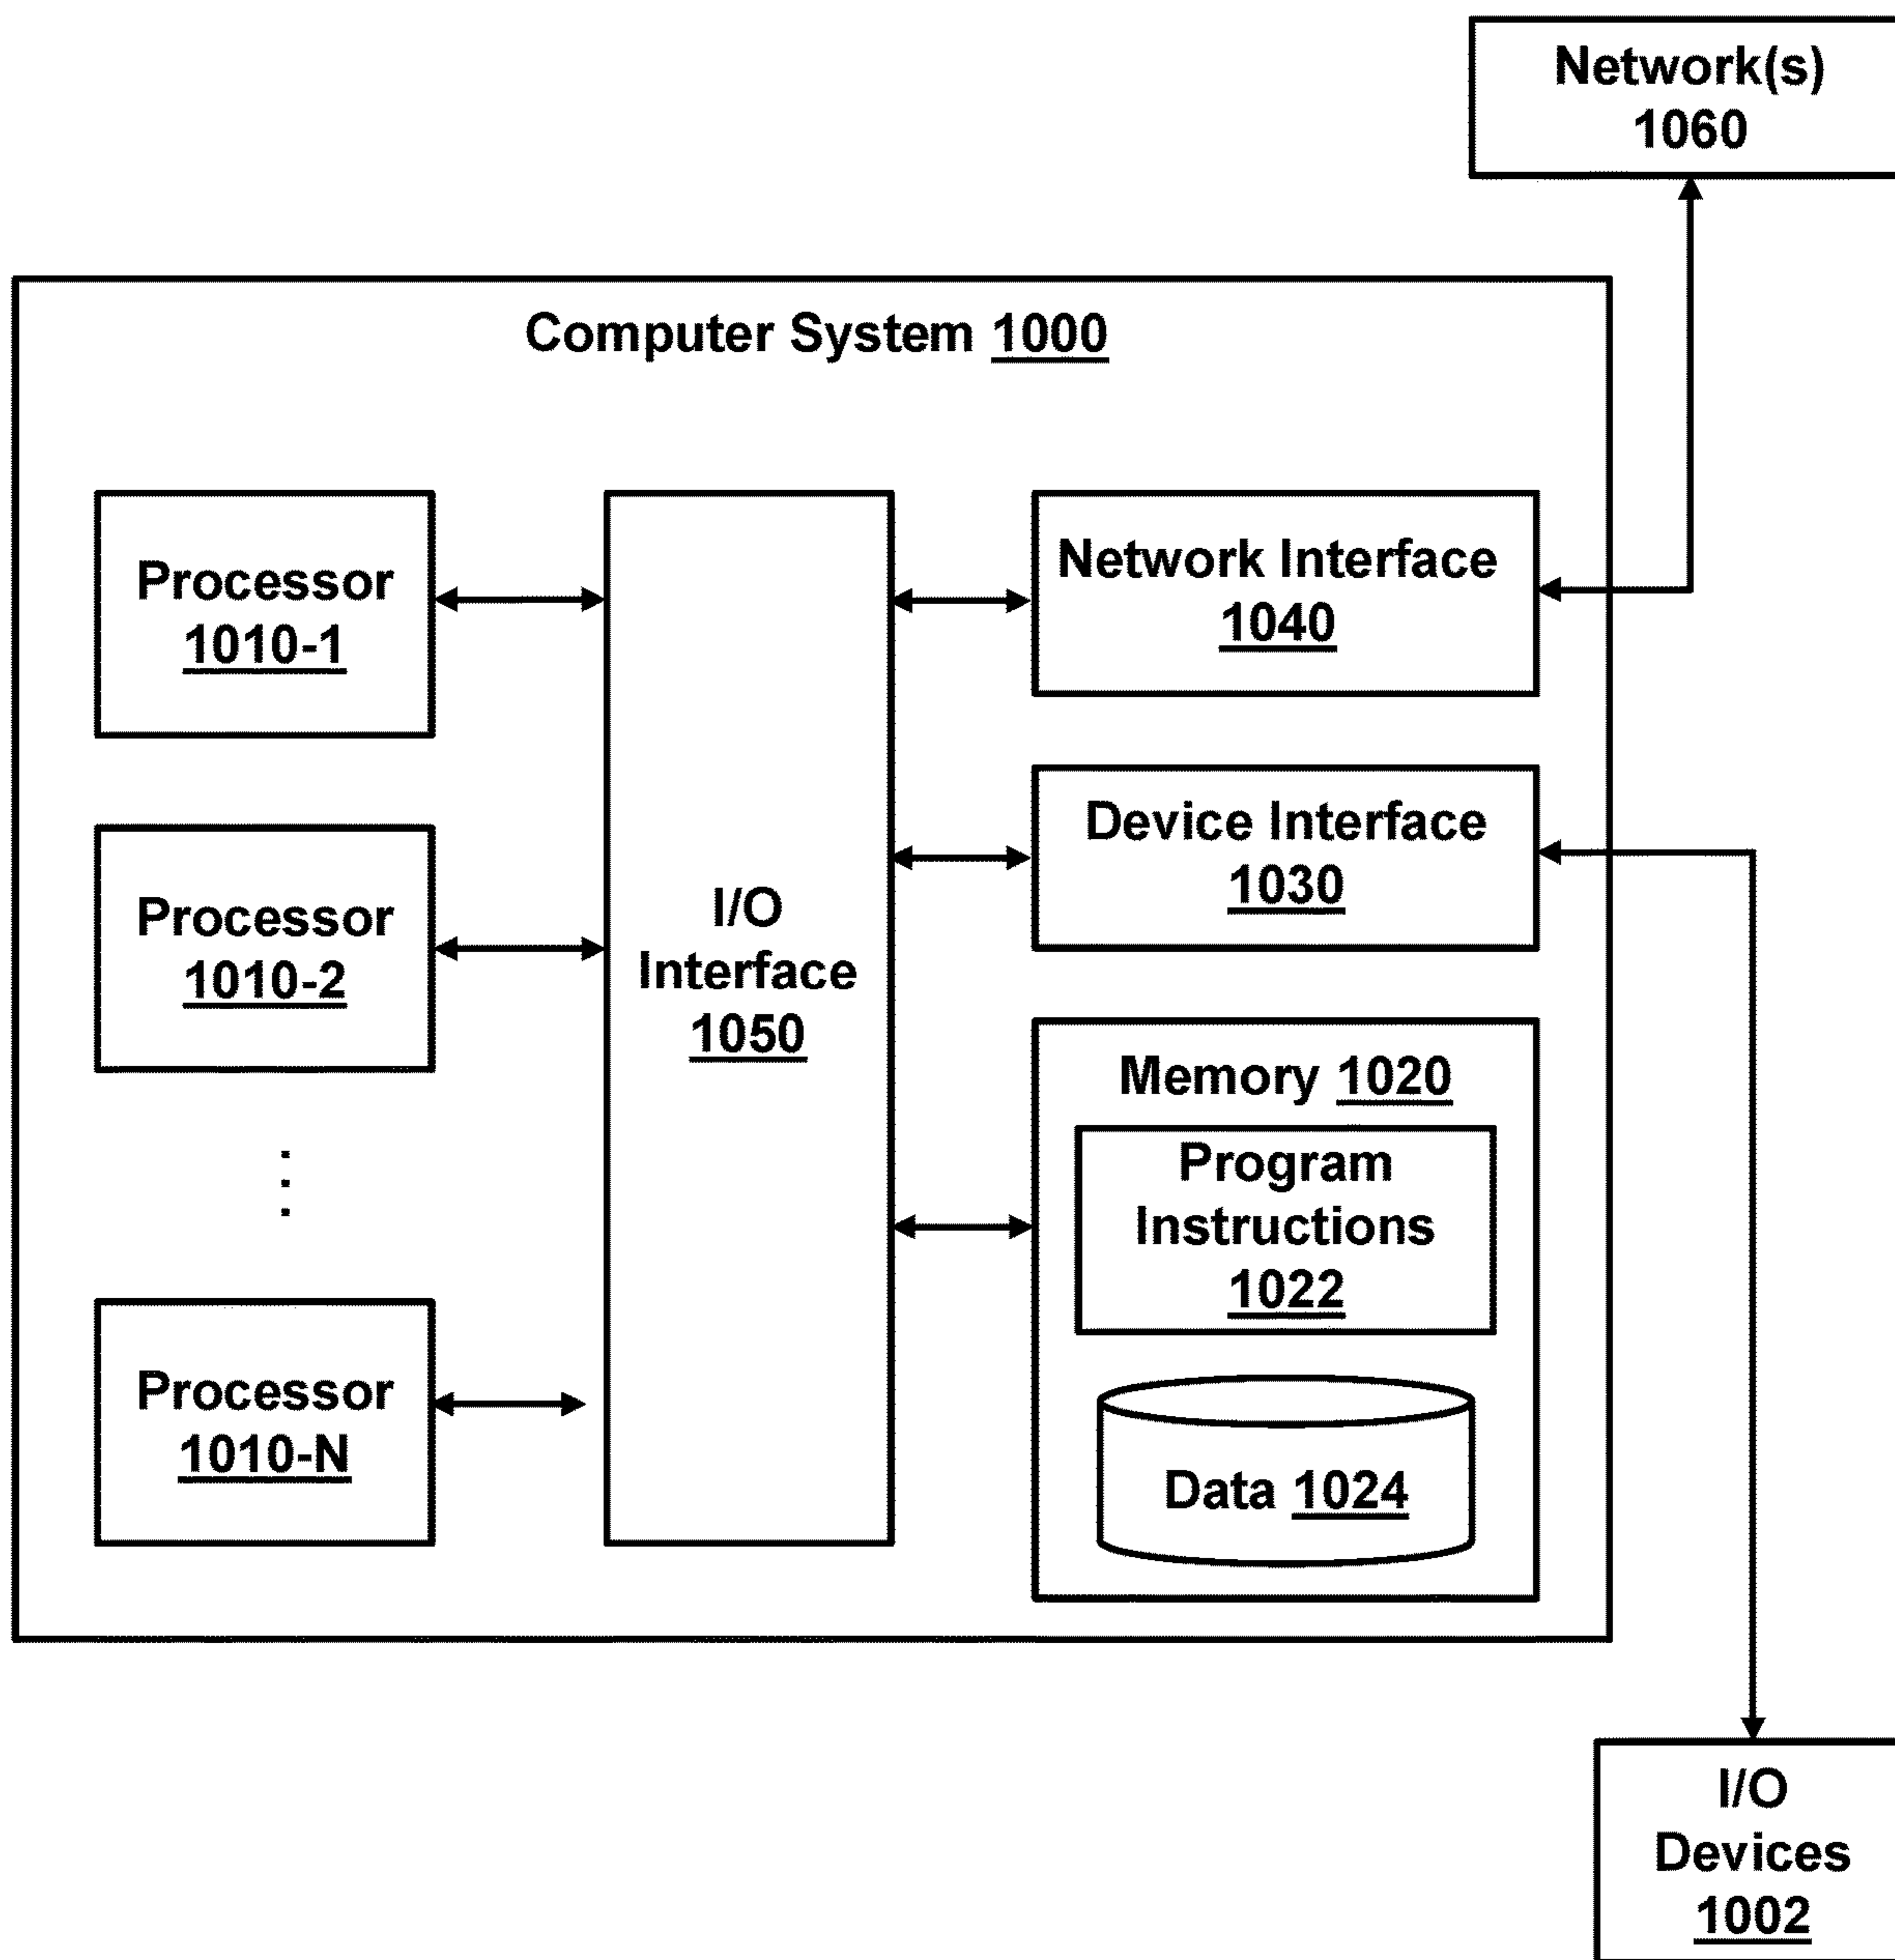 Network(s)
1060
Computer System 1000
Processor
1010-1
Network Interface
1040
Processor
1010-2
I/O
Interface
1050
Device Interface
1030
Memory 1020
Program
Instructions
1022
Processor
1010-N
Data 1024
I/O
Devices
1002